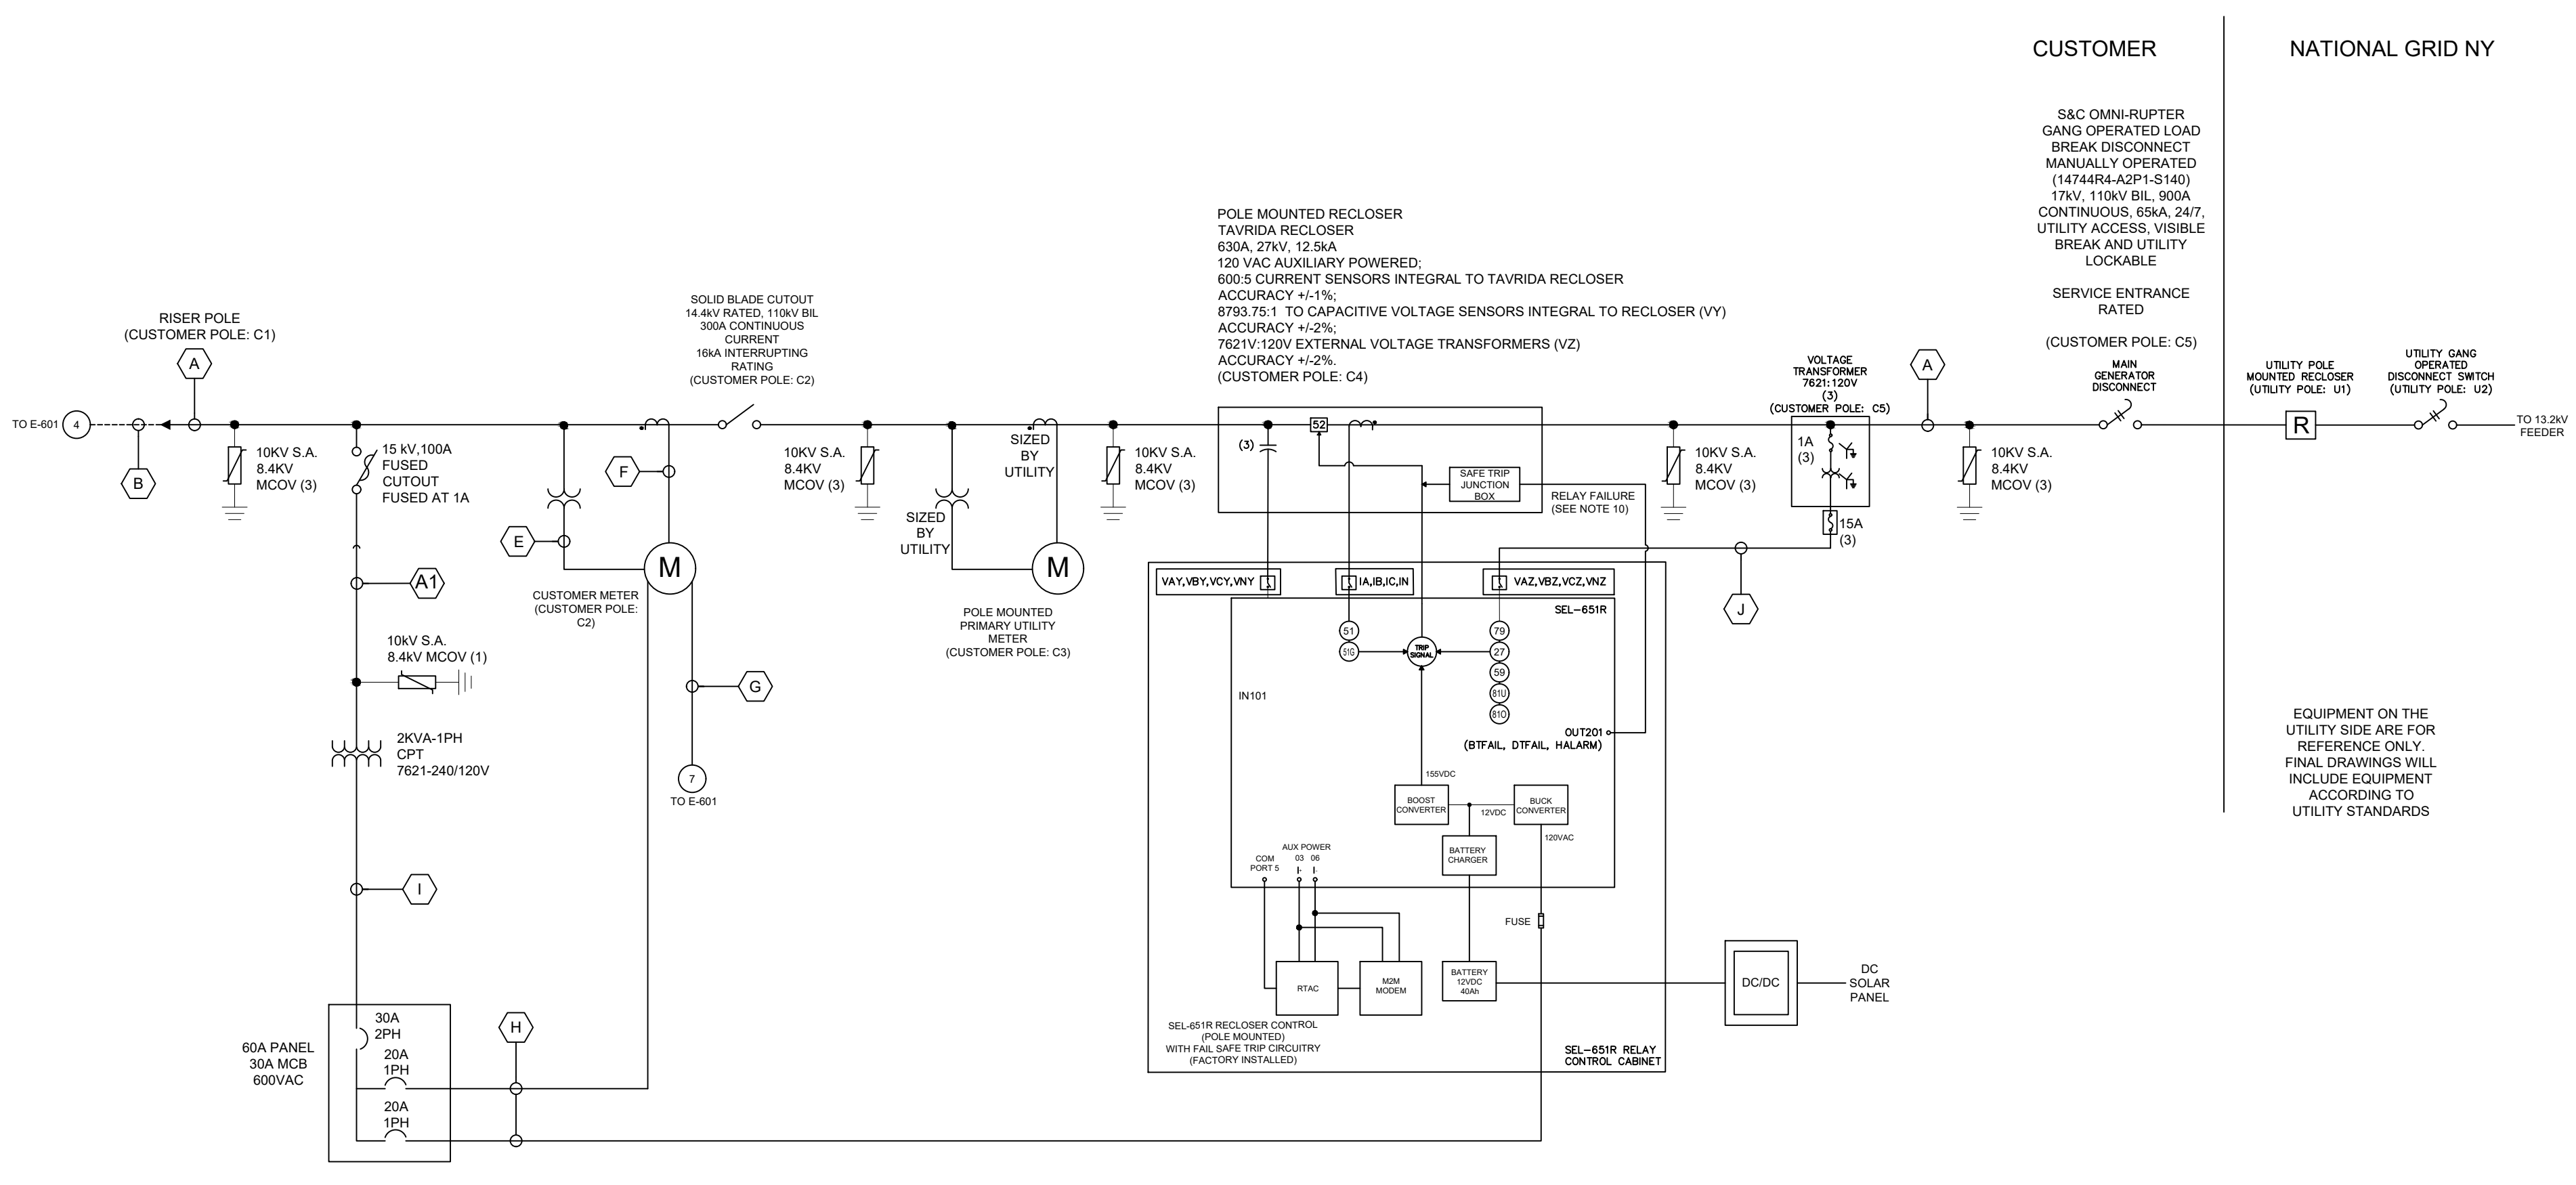 CUSTOMER
NATIONAL GRID NY
S&C OMNI-RUPTER
GANG OPERATED LOAD
BREAK DISCONNECT
MANUALLY OPERATED
(14744R4-A2P1-S140)
17kV, 110kV BIL, 900A
CONTINUOUS, 65kA, 24/7,
UTILITY ACCESS, VISIBLE
BREAK AND UTILITY
LOCKABLE
SERVICE ENTRANCE
RATED
(CUSTOMER POLE: C5)
MAIN
GENERATOR
DISCONNECT
UTILITY POLE
MOUNTED RECLOSER
(UTILITY POLE: U1)
UTILITY GANG
OPERATED
DISCONNECT SWITCH
(UTILITY POLE: U2)
R
TO 13.2kV
FEEDER
POLE MOUNTED RECLOSER
TAVRIDA RECLOSER
630A, 27kV, 12.5kA
120 VAC AUXILIARY POWERED;
600:5 CURRENT SENSORS INTEGRAL TO TAVRIDA RECLOSER
ACCURACY +/-1%;
8793.75:1 TO CAPACITIVE VOLTAGE SENSORS INTEGRAL TO RECLOSER (VY)
ACCURACY +/-2%;
7621V:120V EXTERNAL VOLTAGE TRANSFORMERS (VZ)
ACCURACY +/-2%.
(CUSTOMER POLE: C4)
VOLTAGE
TRANSFORMER
7621:120V
(3)
(CUSTOMER POLE: C5)
A
SOLID BLADE CUTOUT
14.4kV RATED, 110kV BIL
300A CONTINUOUS
CURRENT
16kA INTERRUPTING
RATING
(CUSTOMER POLE: C2)
RISER POLE
(CUSTOMER POLE: C1)
A
TO E-601
4
B
10KV S.A.
8.4KV
MCOV (3)
15 kV,100A
FUSED
CUTOUT
FUSED AT 1A
F
E
M
CUSTOMER METER
(CUSTOMER POLE:
C2)
10KV S.A.
8.4KV
MCOV (3)
SIZED
BY
UTILITY
SIZED
BY
UTILITY
M
POLE MOUNTED
PRIMARY UTILITY
METER
(CUSTOMER POLE: C3)
10KV S.A.
8.4KV
MCOV (3)
(3)
52
SAFE TRIP
JUNCTION
BOX
RELAY FAILURE
(SEE NOTE 10)
10KV S.A.
8.4KV
MCOV (3)
1A
(3)
15A
(3)
10KV S.A.
8.4KV
MCOV (3)
J
A1
10kV S.A.
8.4kV MCOV (1)
2KVA-1PH
CPT
7621-240/120V
G
7
TO E-601
I
VAY,VBY,VCY,VNY
IA,IB,IC,IN
VAZ,VBZ,VCZ,VNZ
SEL-651R
51
51G
TRIP
SIGNAL
79
27
59
81U
81O
IN101
OUT201
(BTFAIL, DTFAIL, HALARM)
155VDC
BOOST
CONVERTER
12VDC
BUCK
CONVERTER
120VAC
BATTERY
CHARGER
COM
PORT 5
AUX POWER
03 06
FUSE
RTAC
M2M
MODEM
BATTERY
12VDC
40Ah
DC/DC
DC
SOLAR
PANEL
SEL-651R RECLOSER CONTROL
(POLE MOUNTED)
WITH FAIL SAFE TRIP CIRCUITRY
(FACTORY INSTALLED)
SEL-651R RELAY
CONTROL CABINET
EQUIPMENT ON THE
UTILITY SIDE ARE FOR
REFERENCE ONLY.
FINAL DRAWINGS WILL
INCLUDE EQUIPMENT
ACCORDING TO
UTILITY STANDARDS
60A PANEL
30A MCB
600VAC
30A
2PH
20A
1PH
20A
1PH
H